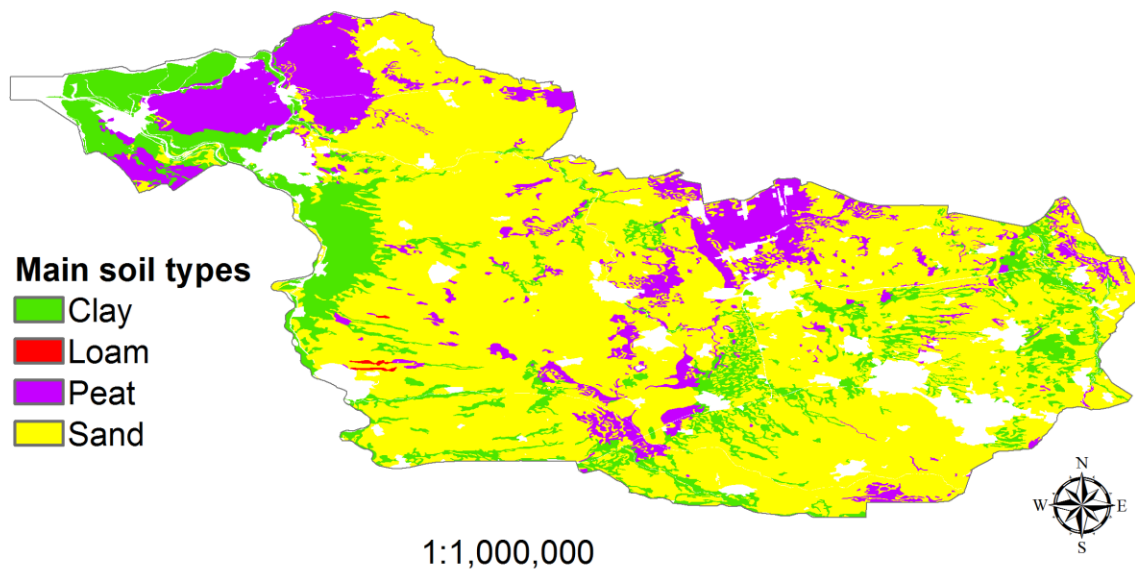 Main soil types
Clay
Loam
Peat
Sand
N
W E
S
1:1,000,000